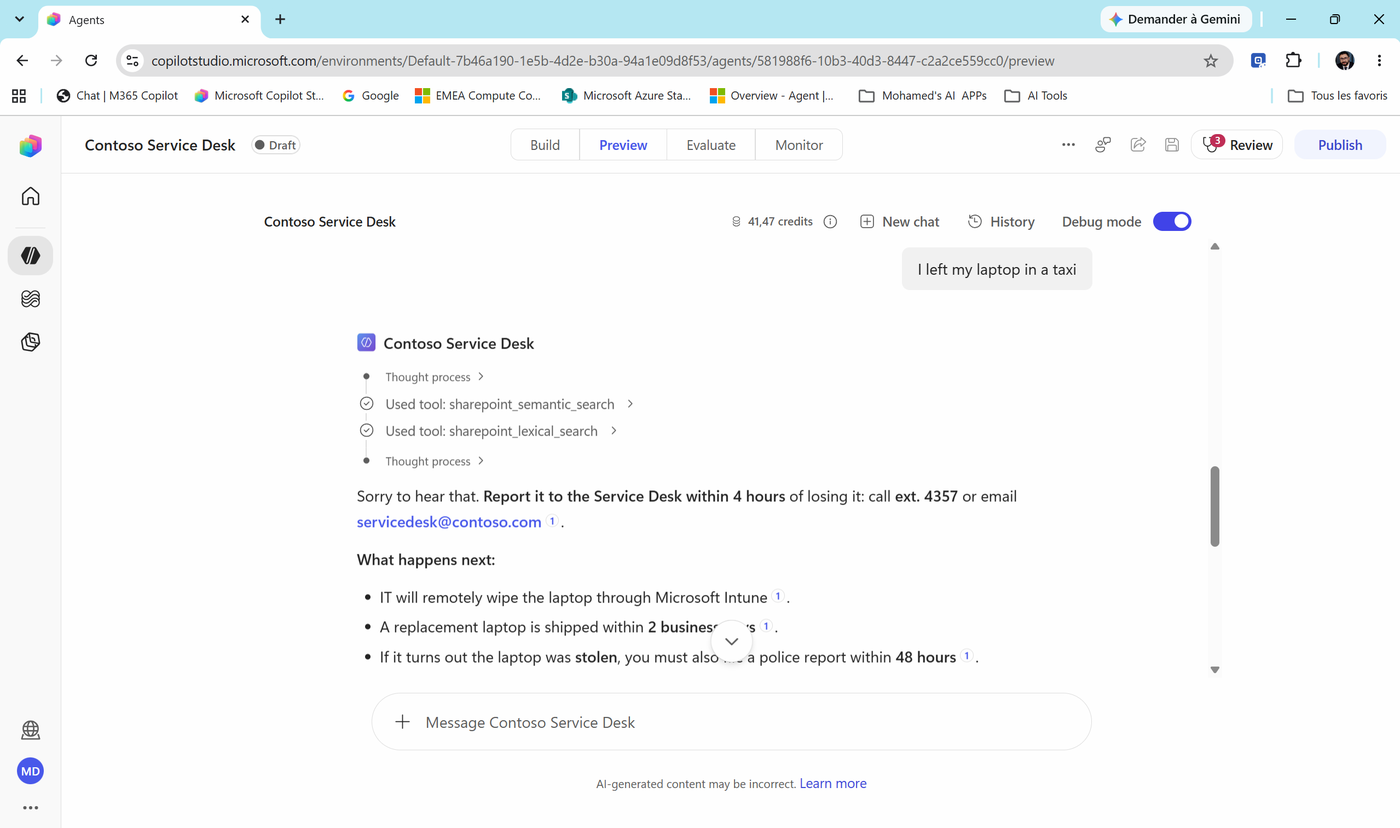 Agents
Demander à Gemini
copilotstudio.microsoft.com/environments/Default-7b46a190-1e5b-4d2e-b30a-94a1e09d8f53/agents/581988f6-10b3-40d3-8447-c2a2ce559cc0/preview
Chat | M365 Copilot
Microsoft Copilot St...
Google
EMEA Compute Co...
Microsoft Azure Sta...
Overview - Agent |...
Mohamed's AI APPs
AI Tools
Tous les favoris
Contoso Service Desk
Draft
Build
Preview
Evaluate
Monitor
3
Review
Publish
Contoso Service Desk
41,47 credits
New chat
History
Debug mode
I left my laptop in a taxi
Contoso Service Desk
Thought process
Used tool: sharepoint_semantic_search
Used tool: sharepoint_lexical_search
Thought process
Sorry to hear that. Report it to the Service Desk within 4 hours of losing it: call ext. 4357 or email
servicedesk@contoso.com 1 .
What happens next:
IT will remotely wipe the laptop through Microsoft Intune 1 .
A replacement laptop is shipped within 2 business 1 .
If it turns out the laptop was stolen, you must also a police report within 48 hours 1 .
Message Contoso Service Desk
MD
AI-generated content may be incorrect. Learn more